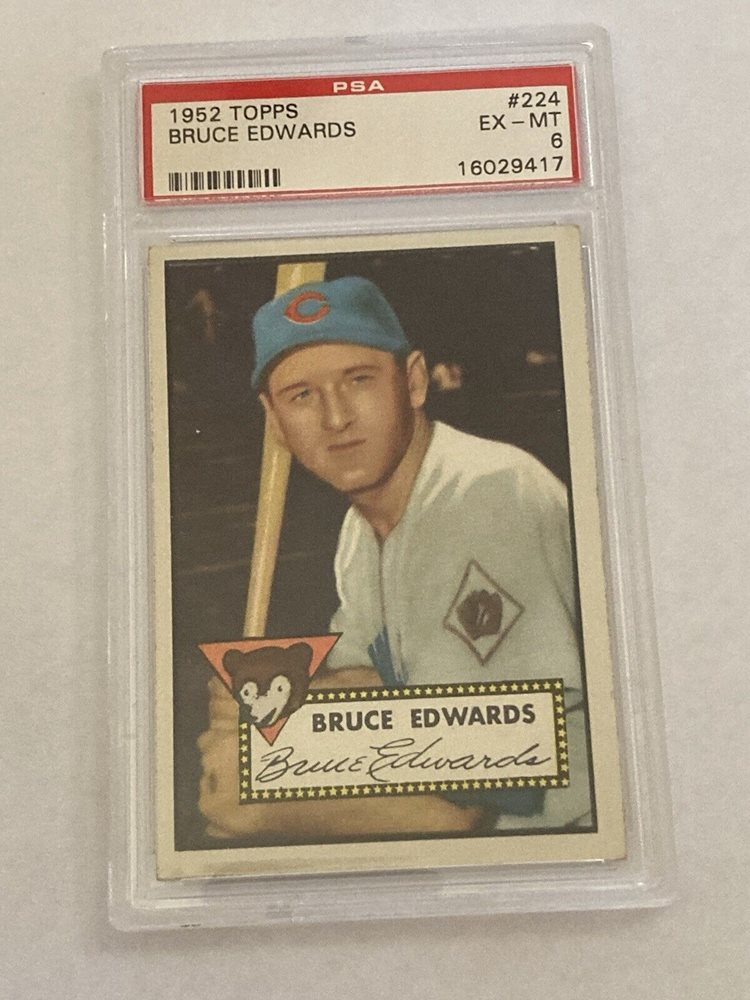 PSA
1952 TOPPS
#224
BRUCE EDWARDS
EX - MT
6
16029417
C
BRUCE EDWARDS
Bruce Edwards